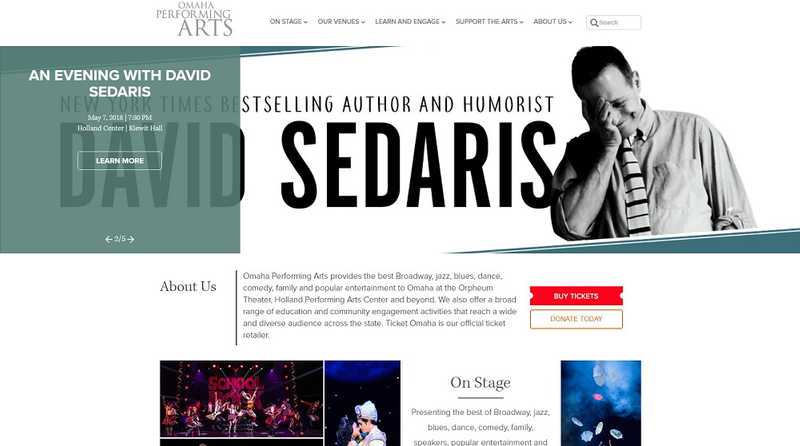 OMAHA
PERFORMING
ARTS
ON STAGE
OUR VENUES
LEARN AND ENGAGE
SUPPORT THE ARTS
ABOUT US
Search
AN EVENING WITH DAVID
SEDARIS
May 7, 2018 | 7:30 PM
Holland Center | Kiewit Hall
LEARN MORE
2/5
NEW YORK TIMES BESTSELLING AUTHOR AND HUMORIST
DAVID SEDARIS
About Us
Omaha Performing Arts provides the best Broadway, jazz, blues, dance,
comedy, family and popular entertainment to Omaha at the Orpheum
Theater, Holland Performing Arts Center and beyond. We also offer a broad
range of education and community engagement activities that reach a wide
and diverse audience across the state. Ticket Omaha is our official ticket
retailer.
BUY TICKETS
DONATE TODAY
SCHOOL
On Stage
Presenting the best of Broadway, jazz,
blues, dance, comedy, family,
speakers, popular entertainment and